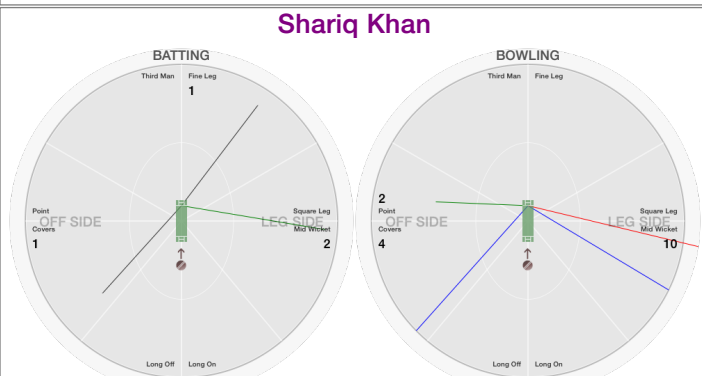 Shariq Khan
BATTING
Third Man Fine Leg
1
Point
OFF SIDE
Covers
1
Square Leg
LEG SIDE
Mid Wicket
2
Long Off Long On
BOWLING
Third Man Fine Leg
2
Point
OFF SIDE
Covers
4
Square Leg
LEG SIDE
Mid Wicket
10
Long Off Long On